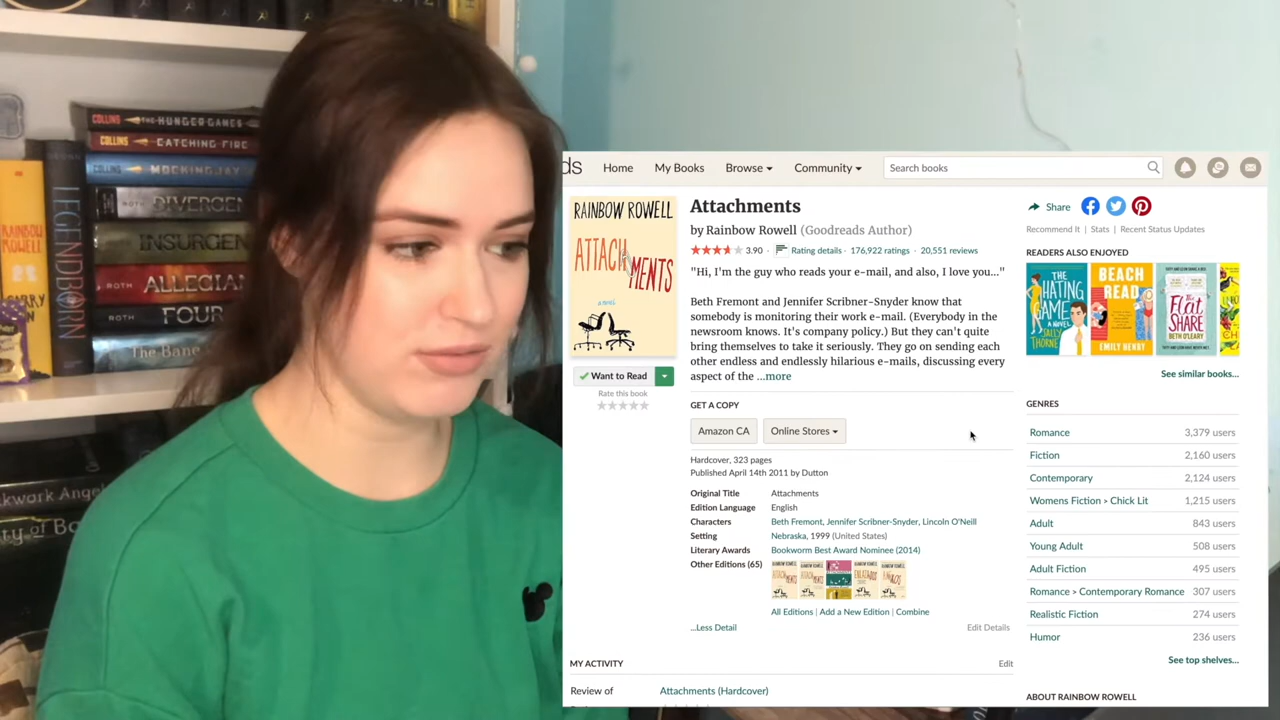 COLLINS THE HUNGER GAMES
COLLINS CATCHING FIRE
COLLINS MOCKINGJAY
ROTH DIVERGENT
ROTH INSURGENT
ROTH ALLEGIANT
ROTH FOUR
The Bane
LEGENDBORN
RAINBOW
ROWELL
CARRY
ckwork Ange
ty of Bo
ds
Home
My Books
Browse
Community
Search books
RAINBOW ROWELL
ATTACH
MENTS
a novel
Want to Read
Rate this book
Attachments
by Rainbow Rowell (Goodreads Author)
3.90 · Rating details · 176,922 ratings · 20,551 reviews
"Hi, I'm the guy who reads your e-mail, and also, I love you..."
Beth Fremont and Jennifer Scribner-Snyder know that
somebody is monitoring their work e-mail. (Everybody in the
newsroom knows. It's company policy.) But they can't quite
bring themselves to take it seriously. They go on sending each
other endless and endlessly hilarious e-mails, discussing every
aspect of the ...more
GET A COPY
Amazon CA
Online Stores
Hardcover, 323 pages
Published April 14th 2011 by Dutton
Original Title Attachments
Edition Language English
Characters Beth Fremont, Jennifer Scribner-Snyder, Lincoln O'Neill
Setting Nebraska, 1999 (United States)
Literary Awards Bookworm Best Award Nominee (2014)
Other Editions (65)
All Editions | Add a New Edition | Combine
...Less Detail
Edit Details
MY ACTIVITY
Edit
Review of Attachments (Hardcover)
Share
Recommend It | Stats | Recent Status Updates
READERS ALSO ENJOYED
THE HATING GAME
A NOVEL
SALLY THORNE
BEACH READ
EMILY HENRY
The Flat SHARE
BETH O'LEARY
See similar books...
GENRES
Romance 3,379 users
Fiction 2,160 users
Contemporary 2,124 users
Womens Fiction > Chick Lit 1,215 users
Adult 843 users
Young Adult 508 users
Adult Fiction 495 users
Romance > Contemporary Romance 307 users
Realistic Fiction 274 users
Humor 236 users
See top shelves...
ABOUT RAINBOW ROWELL